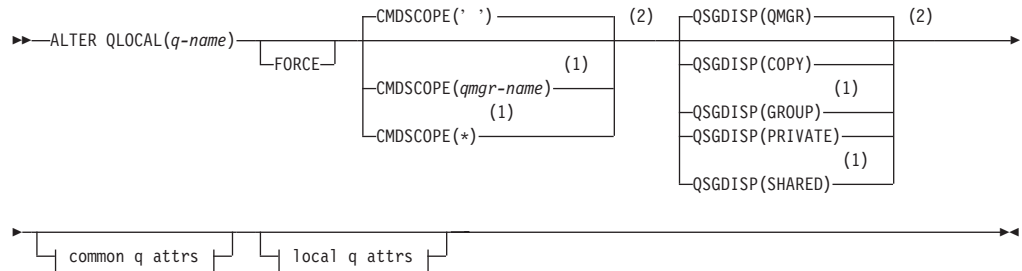 CMDSCOPE(' ') (2) QSGDISP(QMGR) (2)
ALTER QLOCAL(q-name)
FORCE (1) QSGDISP(COPY)
CMDSCOPE(qmgr-name) (1)
(1) QSGDISP(GROUP)
CMDSCOPE(*) QSGDISP(PRIVATE)
(1)
QSGDISP(SHARED)
common q attrs local q attrs